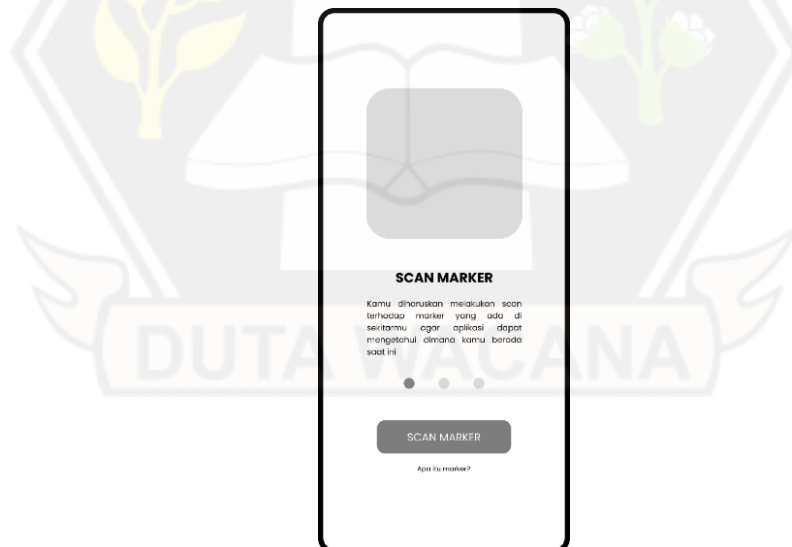 SCAN MARKER
Kamu diharuskan melakukan scan
terhadap marker yang ada di
sekitarmu agar aplikasi dapat
mengetahui dimana kamu berada
saat ini
DUTA WACANA
SCAN MARKER
Apa itu marker?